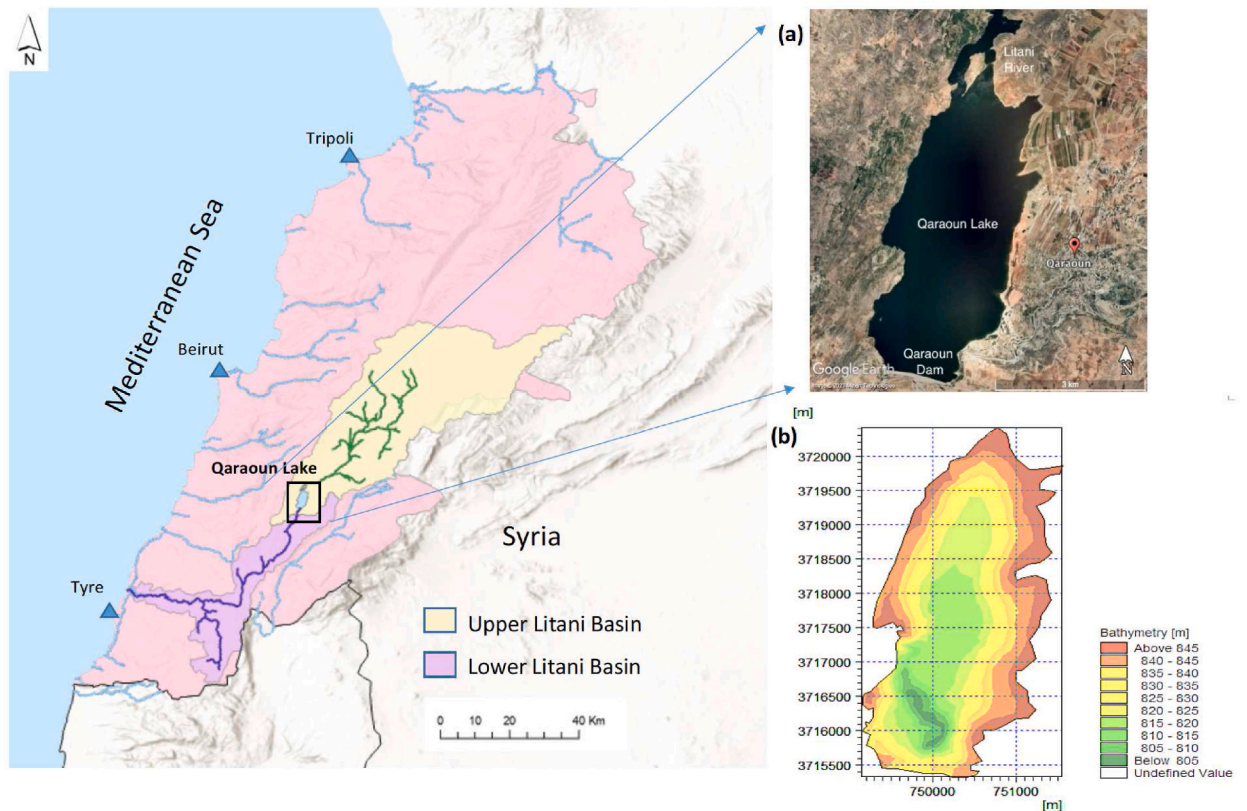 N
Tripoli
Mediterranean Sea
Beirut
Qaraoun Lake
Syria
Tyre
Upper Litani Basin
Lower Litani Basin
0 10 20 40 Km
(a)
Litani
River
Qaraoun Lake
Qaraoun
Qaraoun
Dam
Google Earth
N
3 km
[m]
(b)
3720000
3719500
3719000
3718500
3718000
3717500
3717000
3716500
3716000
3715500
750000 751000
[m]
Bathymetry [m]
Above 845
840 - 845
835 - 840
830 - 835
825 - 830
820 - 825
815 - 820
810 - 815
805 - 810
Below 805
Undefined Value